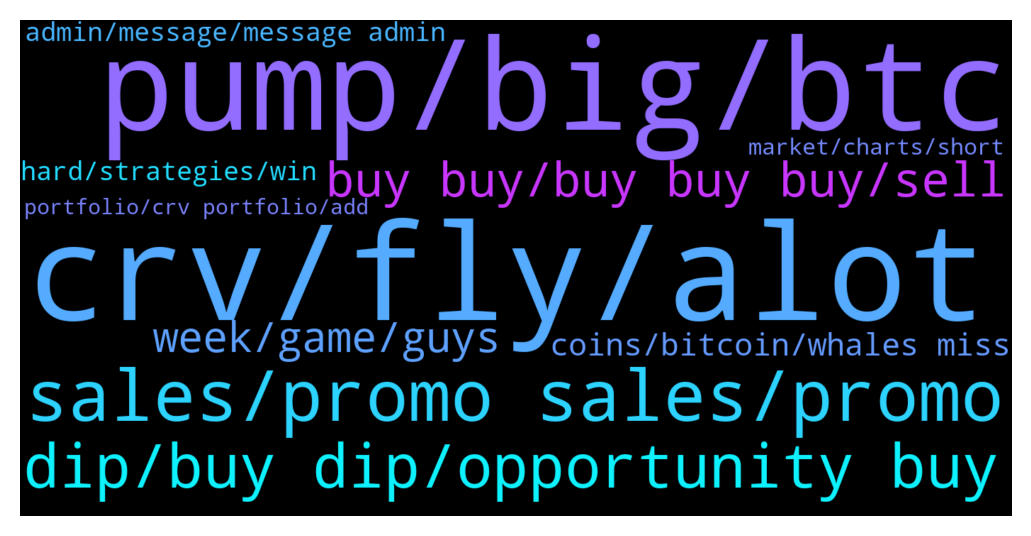 admin/message/message admin
pump/big/btc
market/charts/short
hard/strategies/win
buy buy/buy buy buy/sell
portfolio/crv portfolio/add
crv/fly/alot
week/game/guys
coins/bitcoin/whales miss
sales/promo sales/promo
dip/buy dip/opportunity buy